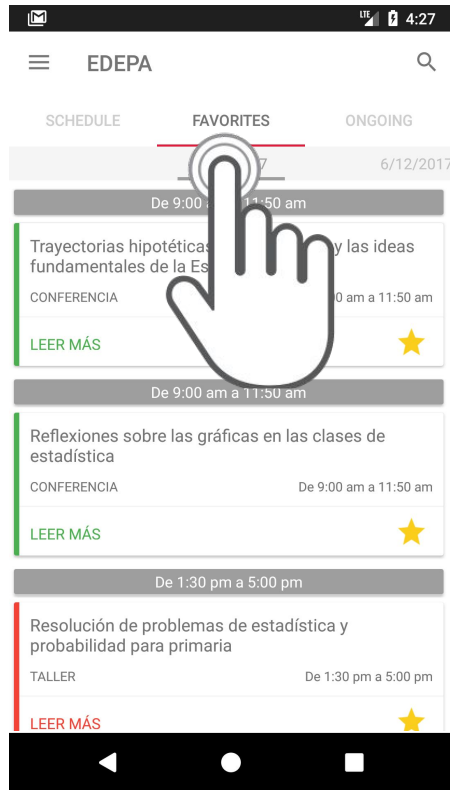 LTE 4:27
EDEPA
SCHEDULE FAVORITES ONGOING
6/12/2017
De 9:00 11:50 am
Trayectorias hipotéticas y las ideas
fundamentales de la
CONFERENCIA am a 11:50 am
LEER MÁS
De 9:00 am a 11:50 am
Reflexiones sobre las gráficas en las clases de
estadística
CONFERENCIA De 9:00 am a 11:50 am
LEER MÁS
De 1:30 pm a 5:00 pm
Resolución de problemas de estadística y
probabilidad para primaria
TALLER De 1:30 pm a 5:00 pm
LEER MÁS